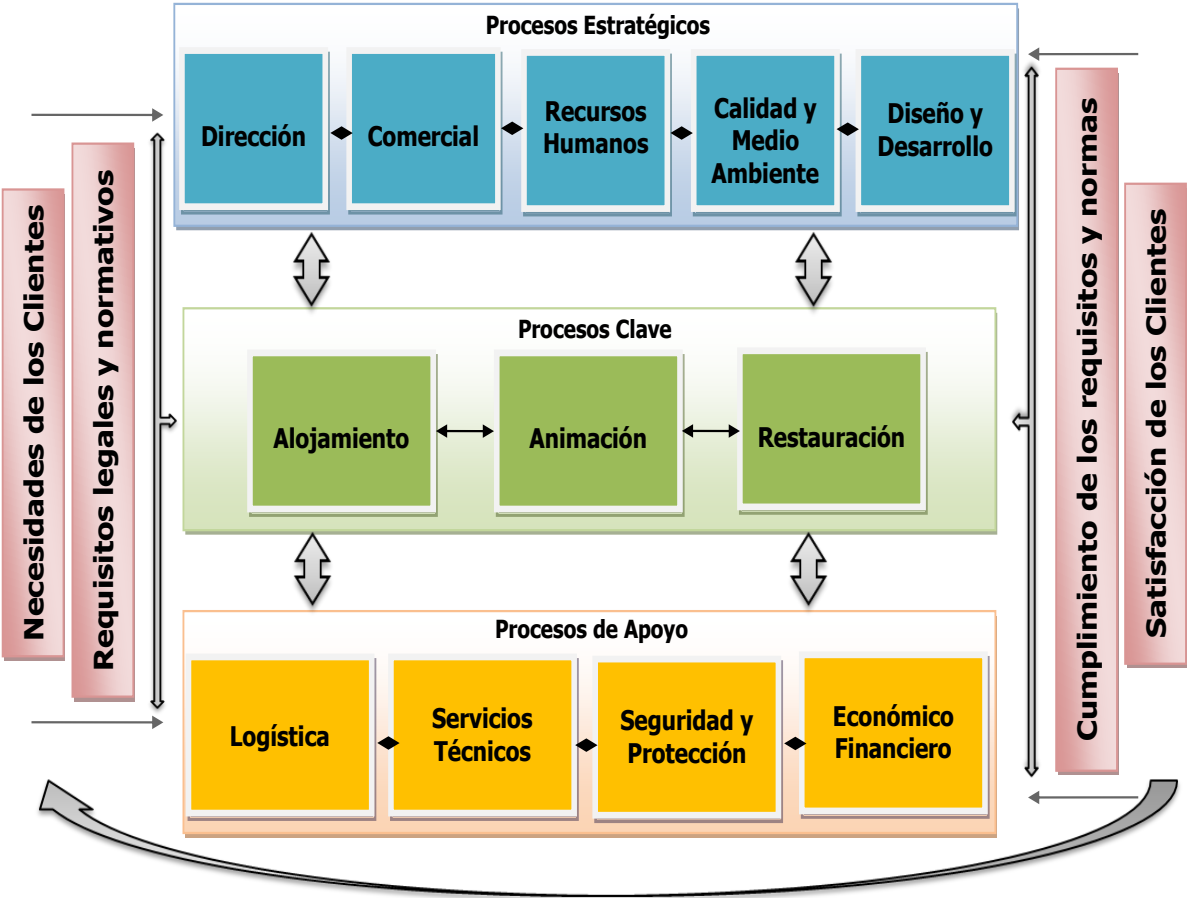 Procesos Estratégicos
Dirección
Comercial
Recursos
Humanos
Calidad y
Medio
Ambiente
Diseño y
Desarrollo
Necesidades de los Clientes
Requisitos legales y normativos
Procesos Clave
Alojamiento
Animación
Restauración
Cumplimiento de los requisitos y normas
Satisfacción de los Clientes
Procesos de Apoyo
Logística
Servicios
Técnicos
Seguridad y
Protección
Económico
Financiero